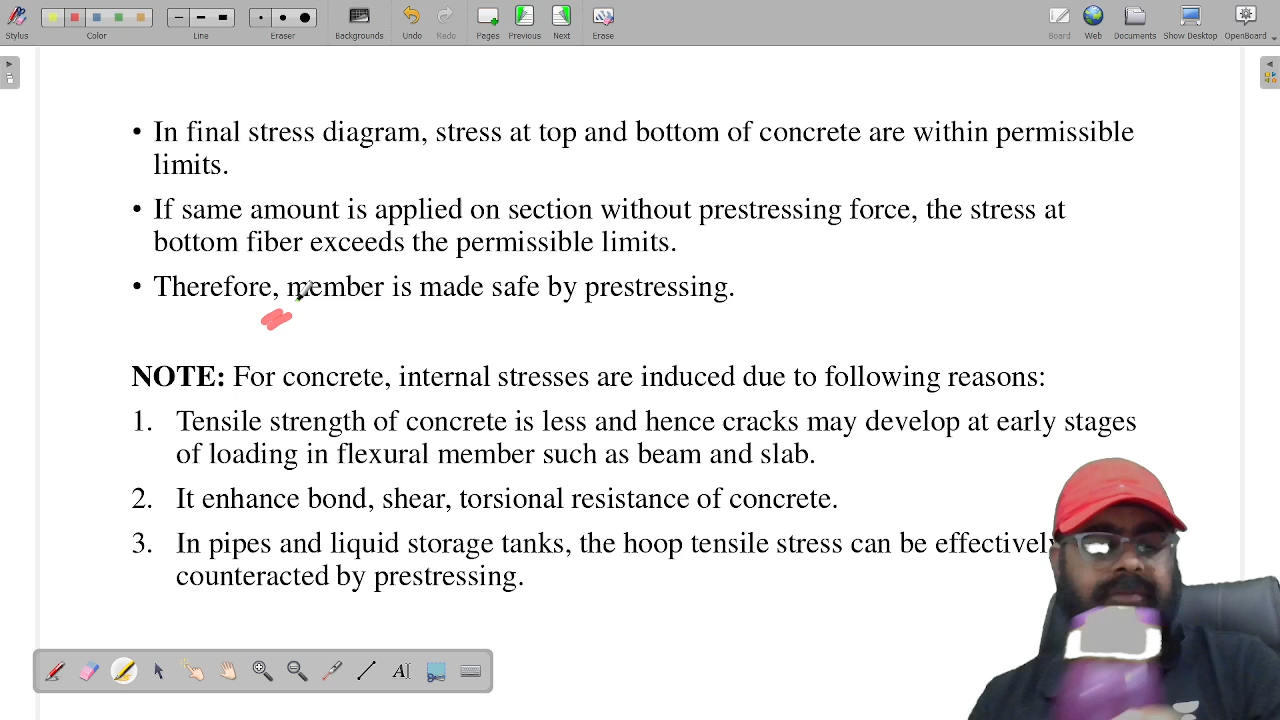 Stylus
Color
Line
Eraser
Backgrounds
Undo
Redo
Pages
Previous
Next
Erase
Board
Web
Documents
Show Desktop
OpenBoard
• In final stress diagram, stress at top and bottom of concrete are within permissible
limits.
• If same amount is applied on section without prestressing force, the stress at
bottom fiber exceeds the permissible limits.
• Therefore, member is made safe by prestressing.
NOTE: For concrete, internal stresses are induced due to following reasons:
1. Tensile strength of concrete is less and hence cracks may develop at early stages
of loading in flexural member such as beam and slab.
2. It enhance bond, shear, torsional resistance of concrete.
3. In pipes and liquid storage tanks, the hoop tensile stress can be effectively
counteracted by prestressing.